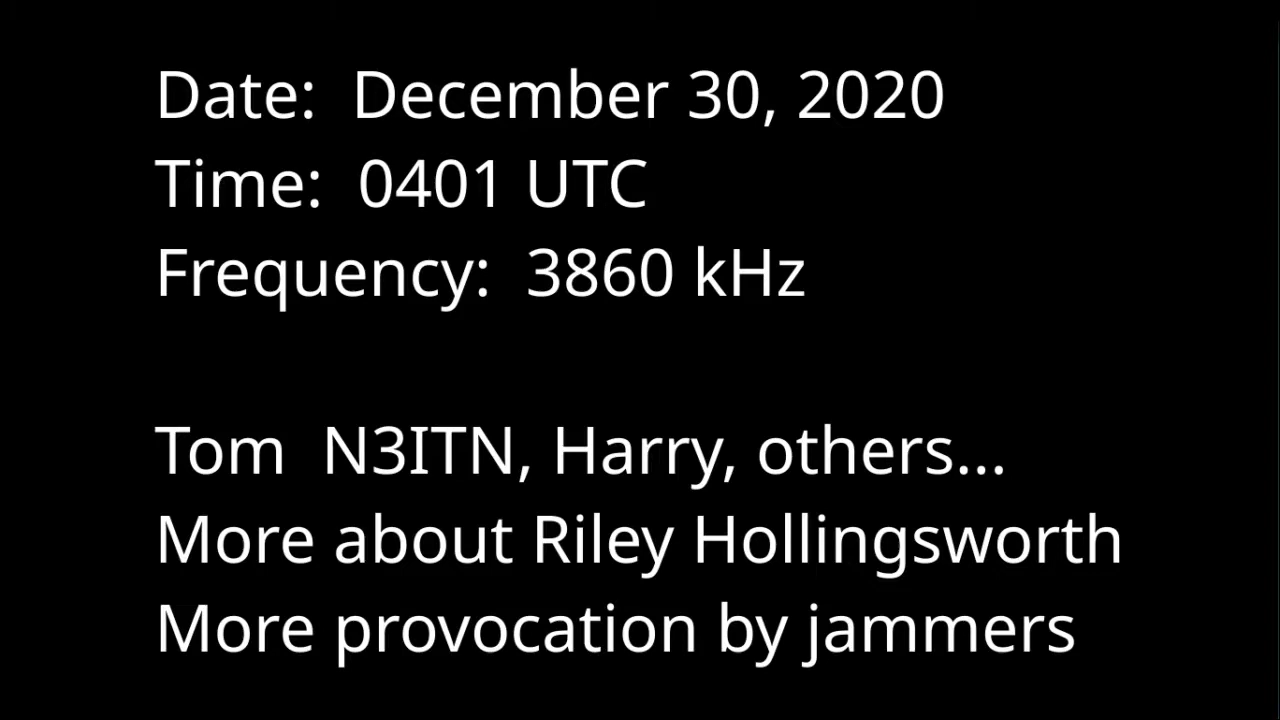 Date:  December 30, 2020
Time:  0401 UTC
Frequency:  3860 kHz
Tom  N3ITN, Harry, others...
More about Riley Hollingsworth
More provocation by jammers